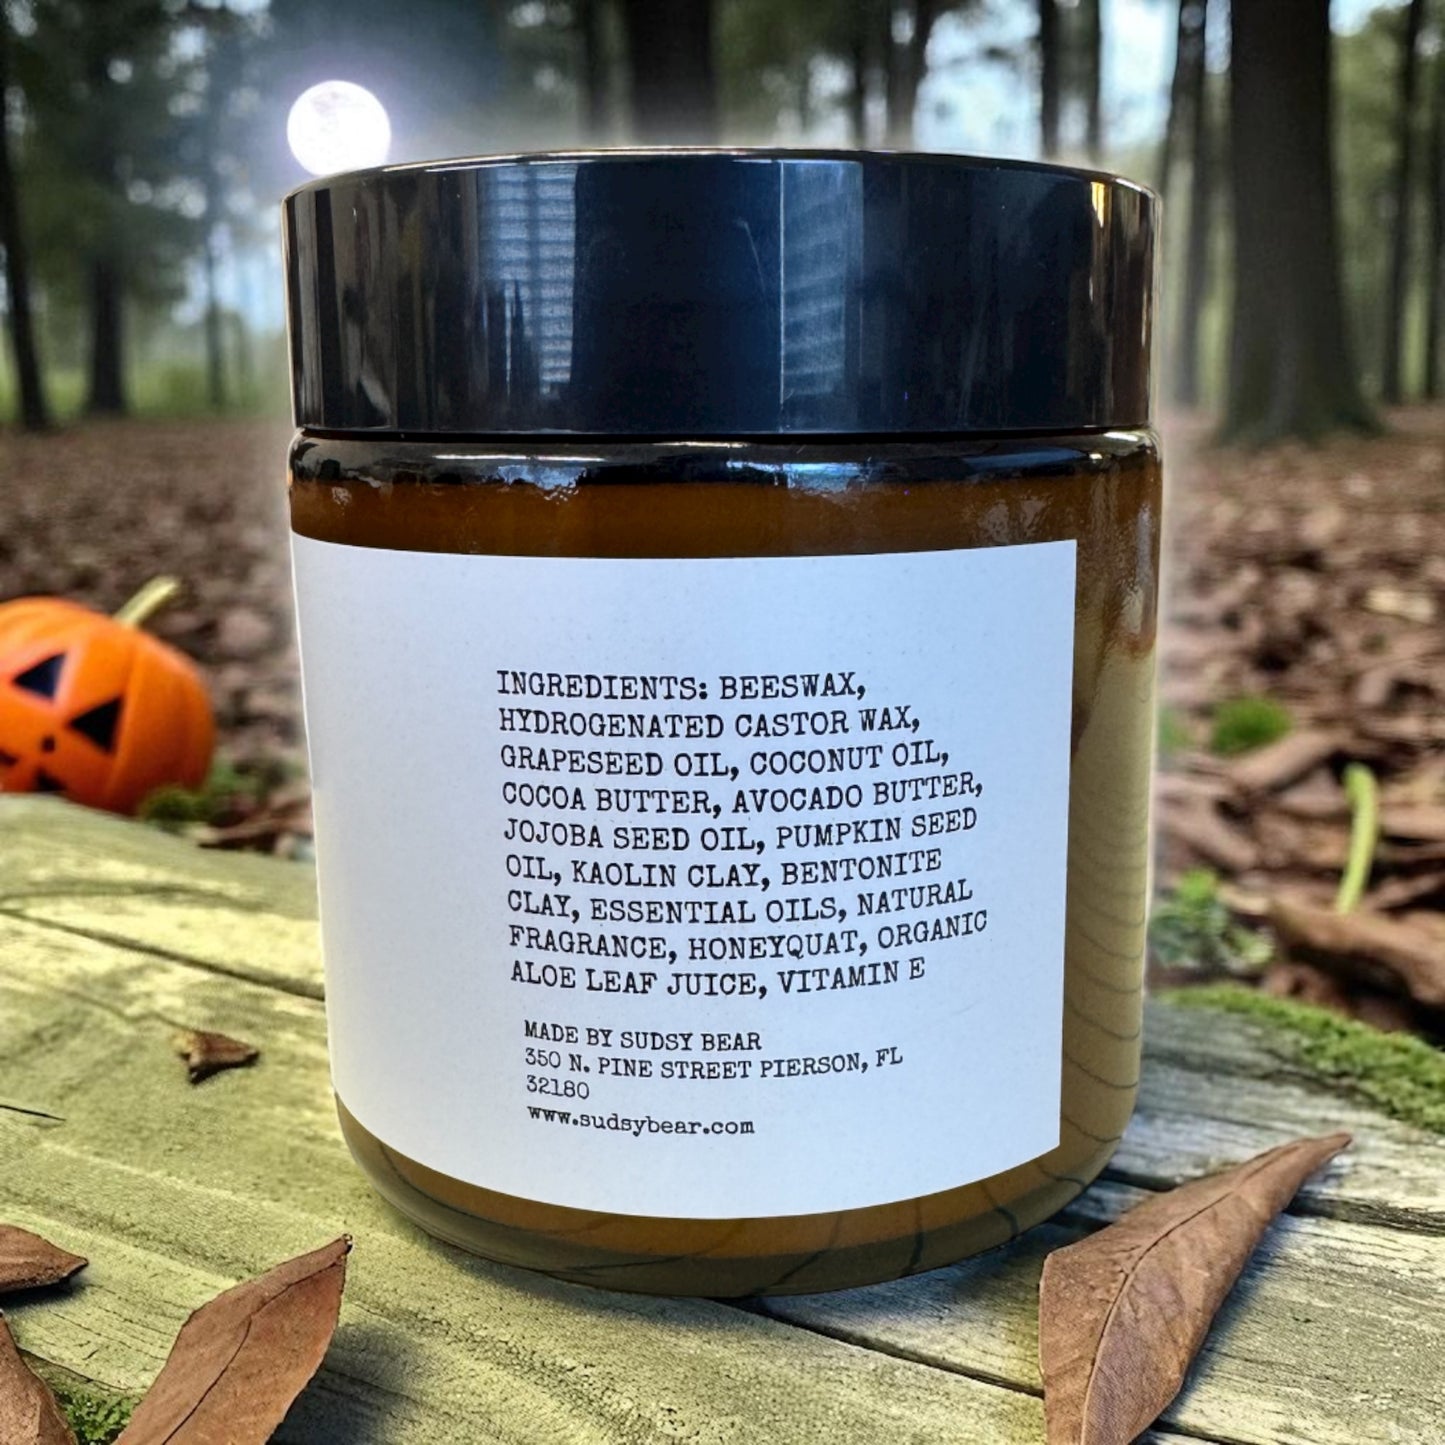 INGREDIENTS: BEESWAX,
HYDROGENATED CASTOR WAX,
GRAPESEED OIL, COCONUT OIL,
COCOA BUTTER, AVOCADO BUTTER,
JOJOBA SEED OIL, PUMPKIN SEED
OIL, KAOLIN CLAY, BENTONITE
CLAY, ESSENTIAL OILS, NATURAL
FRAGRANCE, HONEYQUAT, ORGANIC
ALOE LEAF JUICE, VITAMIN E
MADE BY SUDSY BEAR
350 N. PINE STREET PIERSON, FL
32180
www.sudsybear.com